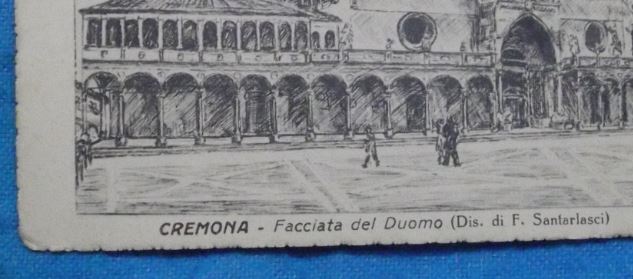 CREMONA - Facciata del Duomo (Dis. di F. Santarlasci)